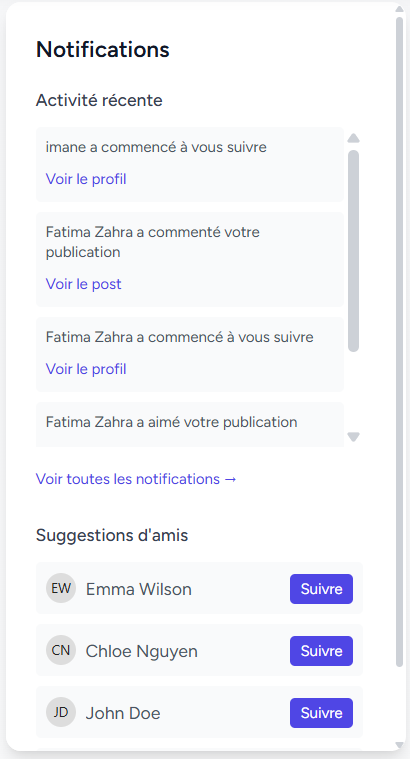 Notifications
Activité récente
imane a commencé à vous suivre
Voir le profil
Fatima Zahra a commenté votre
publication
Voir le post
Fatima Zahra a commencé à vous suivre
Voir le profil
Fatima Zahra a aimé votre publication
Voir toutes les notifications →
Suggestions d'amis
EW Emma Wilson Suivre
CN Chloe Nguyen Suivre
JD John Doe Suivre